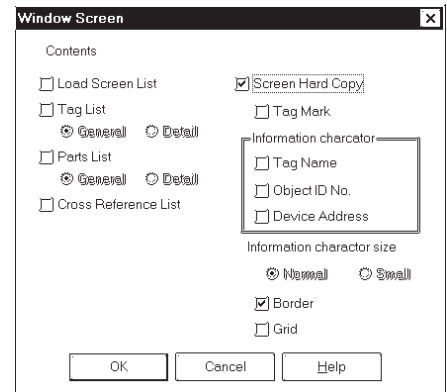 Window Screen
Contents
Load Screen List
Tag List
General Detail
Parts List
General Detail
Cross Reference List
Screen Hard Copy
Tag Mark
Information charcator
Tag Name
Object ID No.
Device Address
Information charactor size
Normal Small
Border
Grid
OK Cancel Help